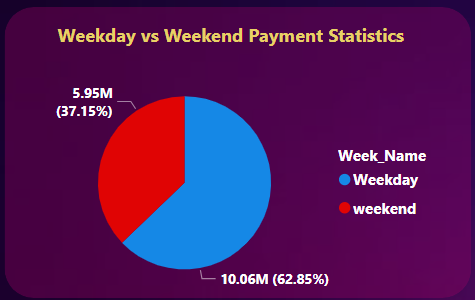 Weekday vs Weekend Payment Statistics
5.95M
(37.15%)
Week_Name
Weekday
weekend
10.06M (62.85%)